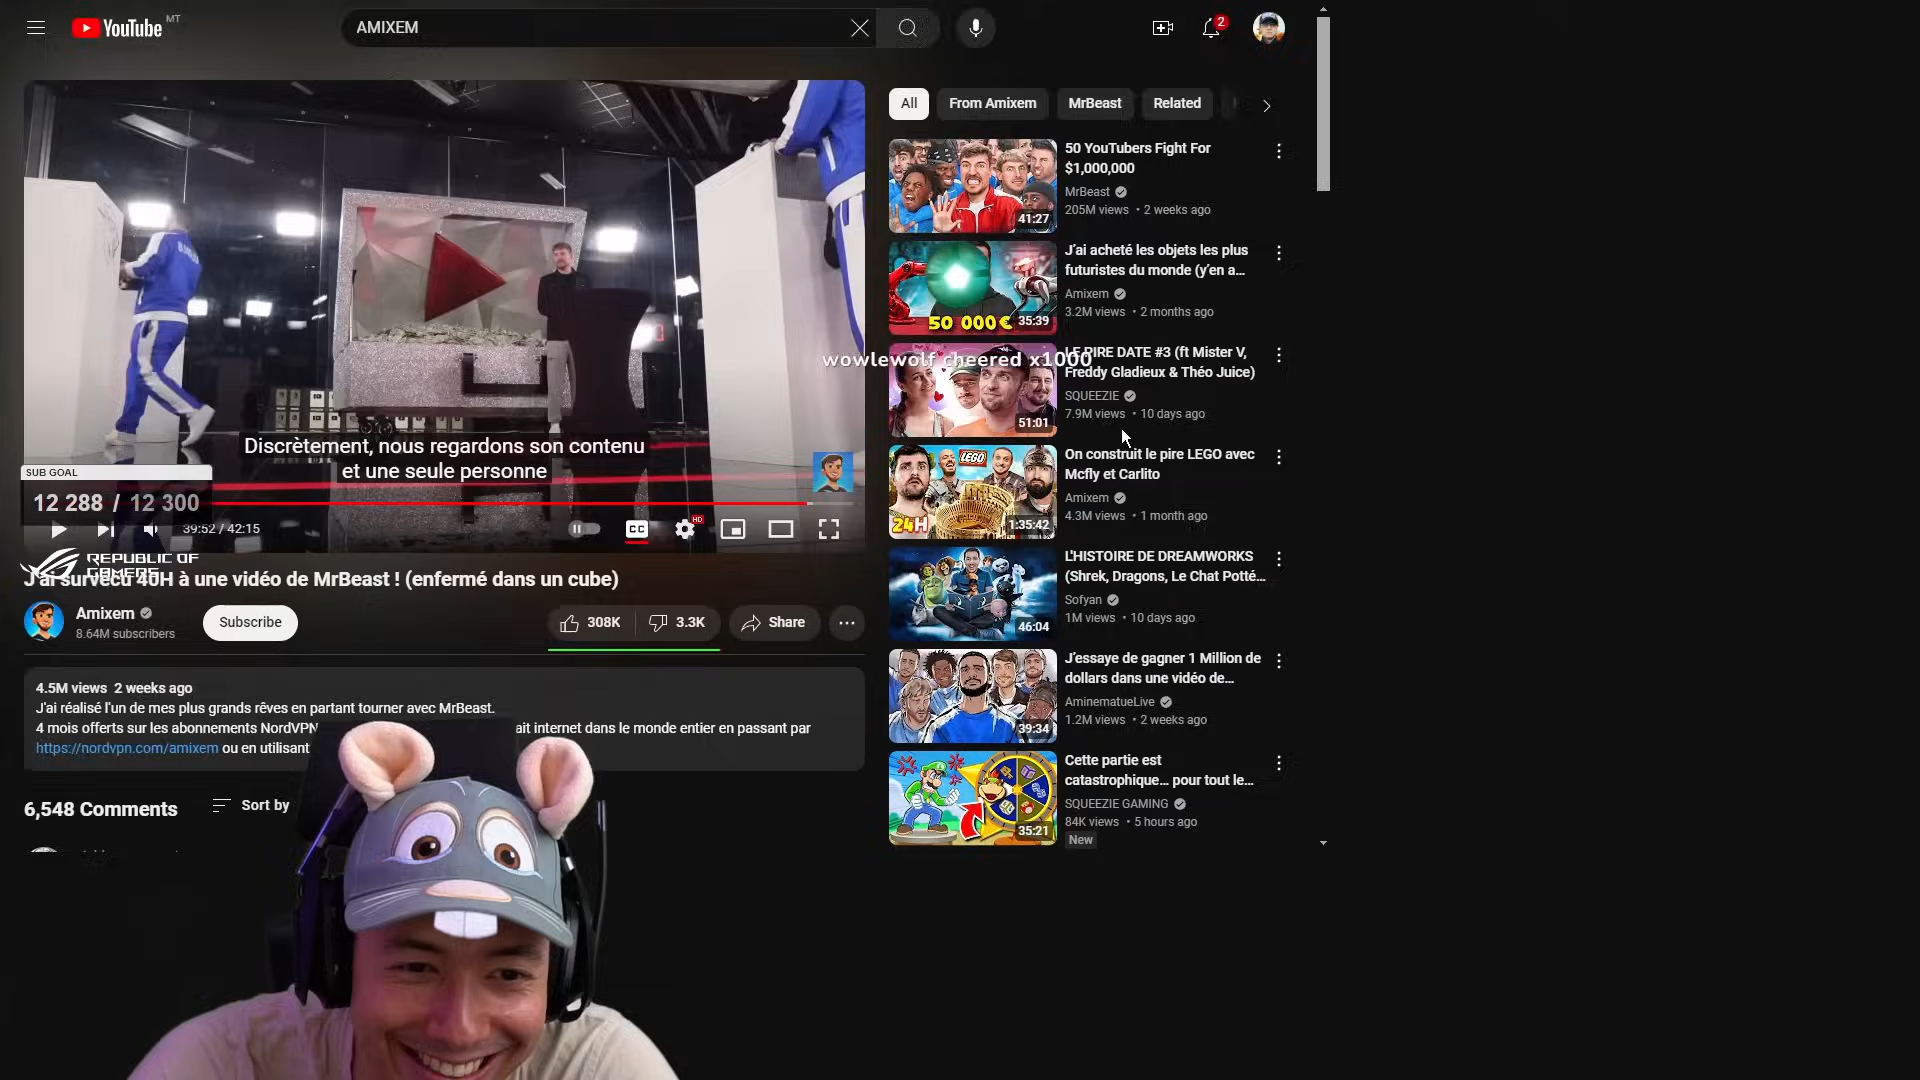 YouTube MT
AMIXEM
2
Discrètement, nous regardons son contenu
et une seule personne
SUB GOAL
12 288 / 12 300
39:52 / 42:15
CC
HD
REPUBLIC OF
GAMERS
J'ai survécu 40H à une vidéo de MrBeast ! (enfermé dans un cube)
Amixem
8.64M subscribers
Subscribe
308K
3.3K
Share
4.5M views 2 weeks ago
J'ai réalisé l'un de mes plus grands rêves en partant tourner avec MrBeast.
4 mois offerts sur les abonnements NordVPN ait internet dans le monde entier en passant par
https://nordvpn.com/amixem ou en utilisant
6,548 Comments
Sort by
All
From Amixem
MrBeast
Related
50 YouTubers Fight For
$1,000,000
MrBeast
205M views • 2 weeks ago
41:27
J'ai acheté les objets les plus
futuristes du monde (y'en a...
Amixem
3.2M views • 2 months ago
50 000€
35:39
wowlewolf cheered x1000
LE PIRE DATE #3 (ft Mister V,
Freddy Gladieux & Théo Juice)
SQUEEZIE
7.9M views • 10 days ago
51:01
On construit le pire LEGO avec
Mcfly et Carlito
Amixem
4.3M views • 1 month ago
LEGO
24H
1:35:42
L'HISTOIRE DE DREAMWORKS
(Shrek, Dragons, Le Chat Potté...
Sofyan
1M views • 10 days ago
46:04
J'essaye de gagner 1 Million de
dollars dans une vidéo de...
AminematueLive
1.2M views • 2 weeks ago
39:34
Cette partie est
catastrophique... pour tout le...
SQUEEZIE GAMING
84K views • 5 hours ago
New
35:21